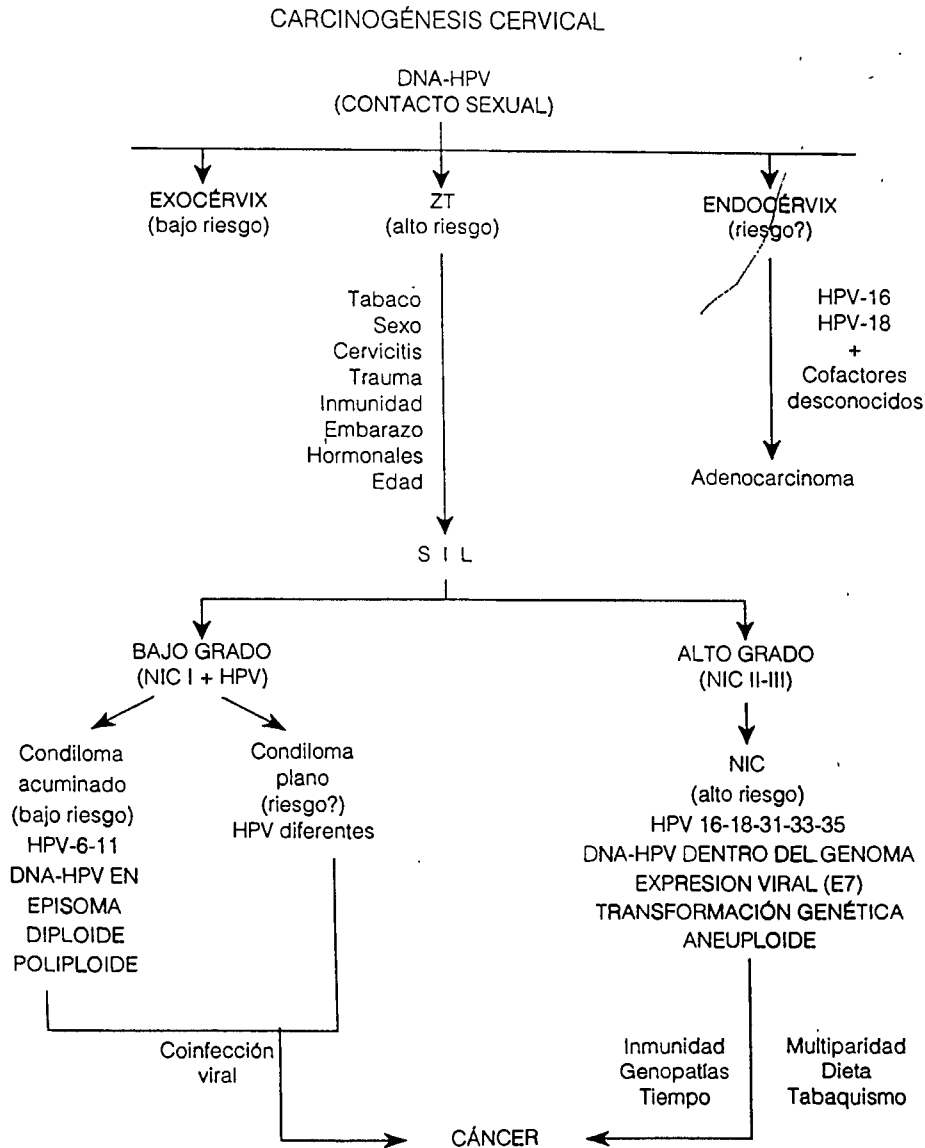 CARCINOGÉNESIS CERVICAL
DNA-HPV
(CONTACTO SEXUAL)
EXOCÉRVIX
(bajo riesgo)
ZT
(alto riesgo)
ENDOCÉRVIX
(riesgo?)
Tabaco
Sexo
Cervicitis
Trauma
Inmunidad
Embarazo
Hormonales
Edad
HPV-16
HPV-18
+
Cofactores
desconocidos
Adenocarcinoma
S I L
BAJO GRADO
(NIC I + HPV)
Condiloma
acuminado
(bajo riesgo)
HPV-6-11
DNA-HPV EN
EPISOMA
DIPLOIDE
POLIPLOIDE
Condiloma
plano
(riesgo?)
HPV diferentes
Coinfección
viral
ALTO GRADO
(NIC II-III)
NIC
(alto riesgo)
HPV 16-18-31-33-35
DNA-HPV DENTRO DEL GENOMA
EXPRESION VIRAL (E7)
TRANSFORMACIÓN GENÉTICA
ANEUPLOIDE
Inmunidad
Genopatías
Tiempo
Multiparidad
Dieta
Tabaquismo
CÁNCER